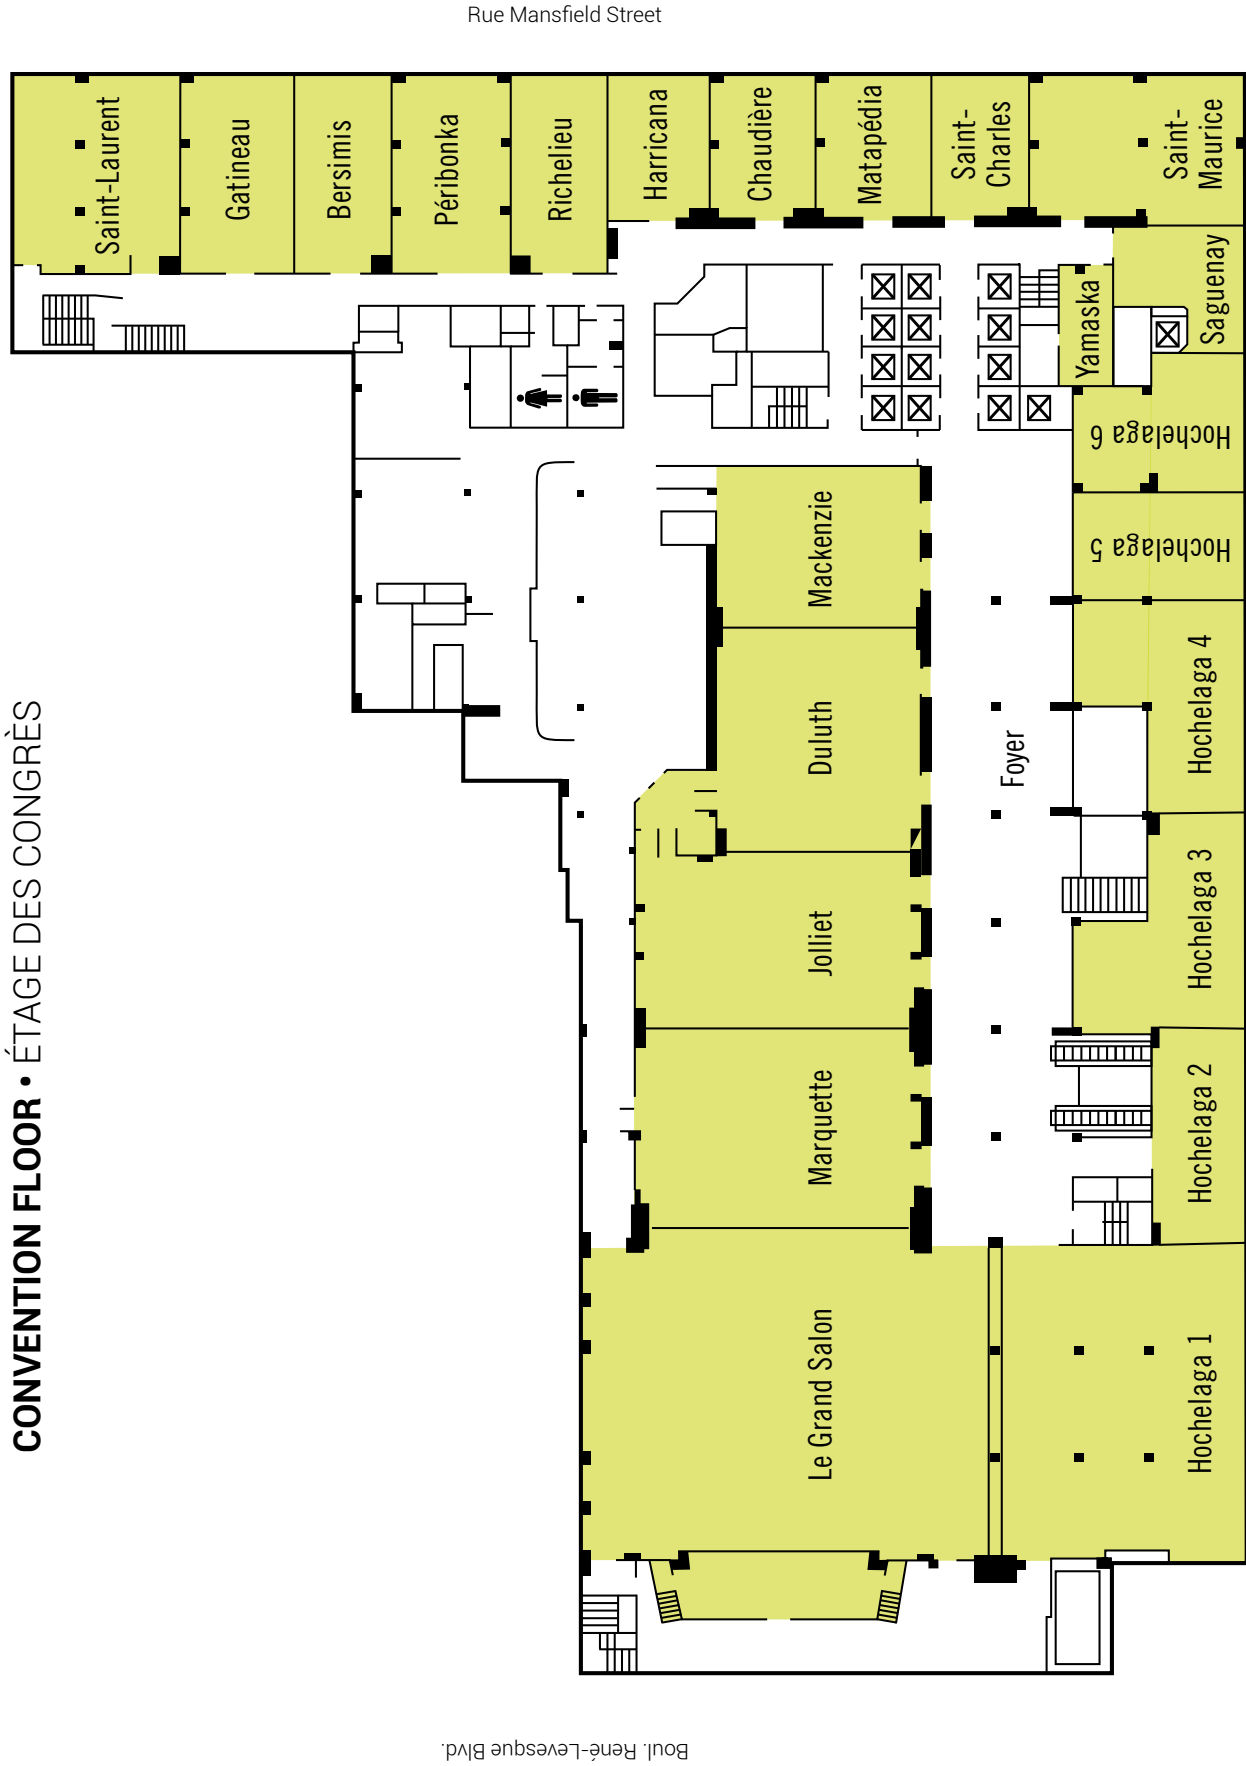 Rue Mansfield Street
CONVENTION FLOOR • ÉTAGE DES CONGRÈS
Saint-Laurent
Gatineau
Bersimis
Péribonka
Richelieu
Harricana
Chaudière
Matapédia
Saint-
Charles
Saint-
Maurice
Saguenay
Yamaska
Hochelaga 6
Hochelaga 5
Mackenzie
Duluth
Foyer
Hochelaga 4
Jolliet
Hochelaga 3
Marquette
Hochelaga 2
Le Grand Salon
Hochelaga 1
Boul. René-Levesque Blvd.